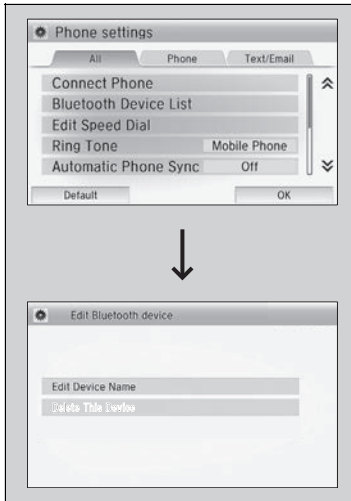 Phone settings
All Phone Text/Email
Connect Phone
Bluetooth Device List
Edit Speed Dial
Ring Tone Mobile Phone
Automatic Phone Sync Off
Default OK
Edit Bluetooth device
Edit Device Name
Delete This Device